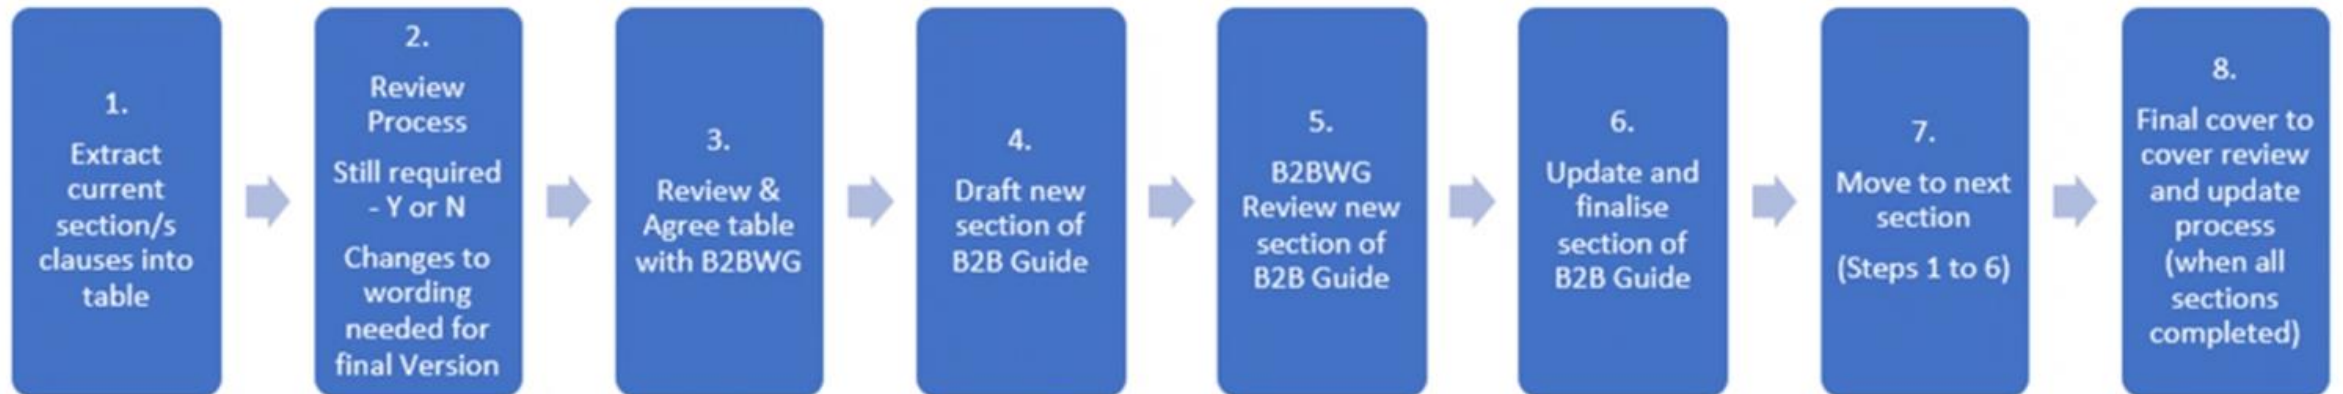 1.
Extract
current
section/s
clauses into
table
2.
Review
Process
Still required
- Y or N
Changes to
wording
needed for
final Version
3.
Review &
Agree table
with B2BWG
4.
Draft new
section of
B2B Guide
5.
B2BWG
Review new
section of
B2B Guide
6.
Update and
finalise
section of
B2B Guide
7.
Move to next
section
(Steps 1 to 6)
8.
Final cover to
cover review
and update
process
(when all
sections
completed)